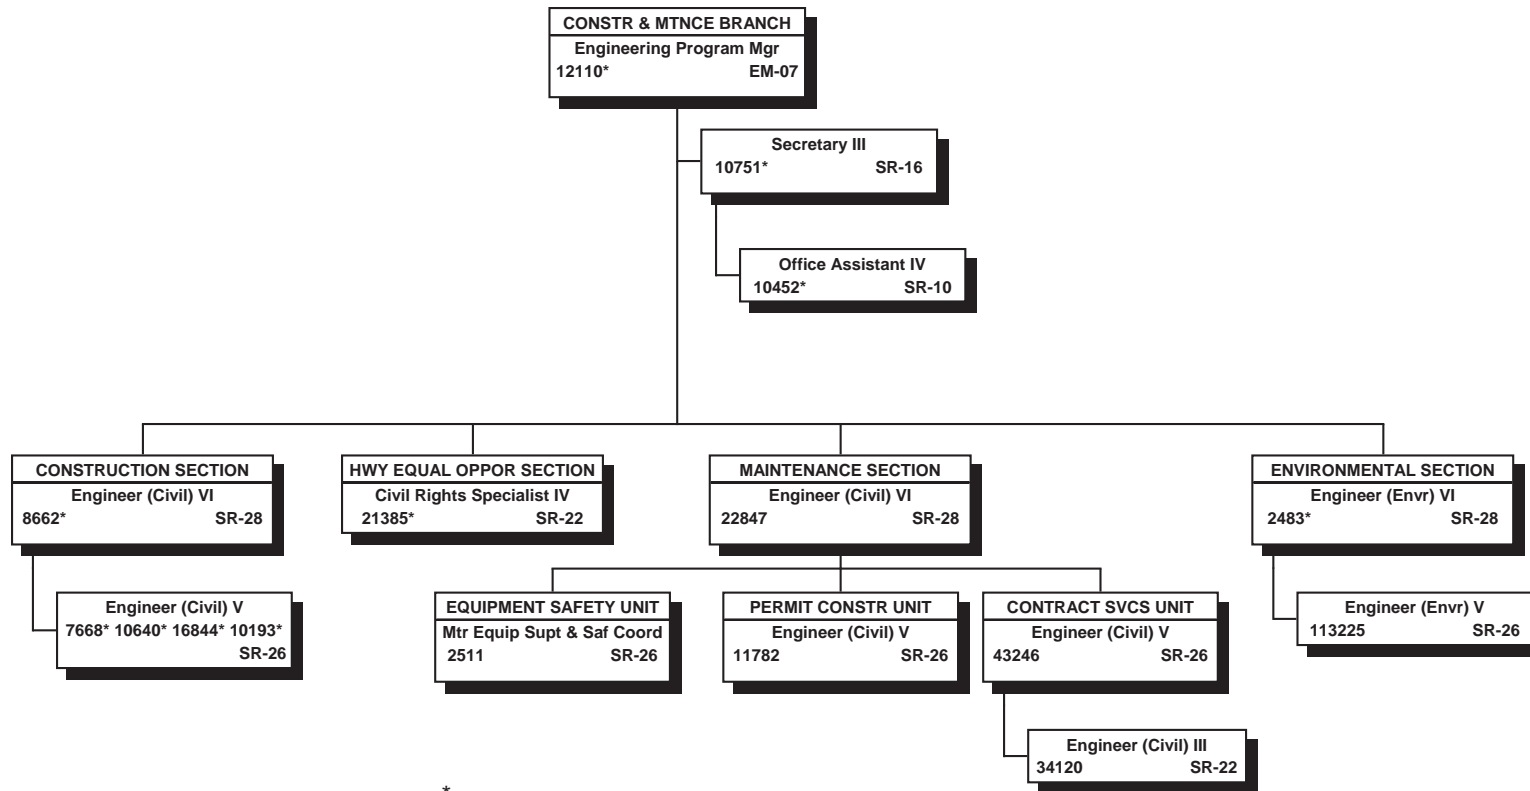 CONSTR & MTNCE BRANCH
Engineering Program Mgr
12110* EM-07
Secretary III
10751* SR-16
Office Assistant IV
10452* SR-10
CONSTRUCTION SECTION
Engineer (Civil) VI
8662* SR-28
Engineer (Civil) V
7668* 10640* 16844* 10193*
SR-26
HWY EQUAL OPPOR SECTION
Civil Rights Specialist IV
21385* SR-22
MAINTENANCE SECTION
Engineer (Civil) VI
22847 SR-28
EQUIPMENT SAFETY UNIT
Mtr Equip Supt & Saf Coord
2511 SR-26
PERMIT CONSTR UNIT
Engineer (Civil) V
11782 SR-26
CONTRACT SVCS UNIT
Engineer (Civil) V
43246 SR-26
Engineer (Civil) III
34120 SR-22
ENVIRONMENTAL SECTION
Engineer (Envr) VI
2483* SR-28
Engineer (Envr) V
113225 SR-26
*